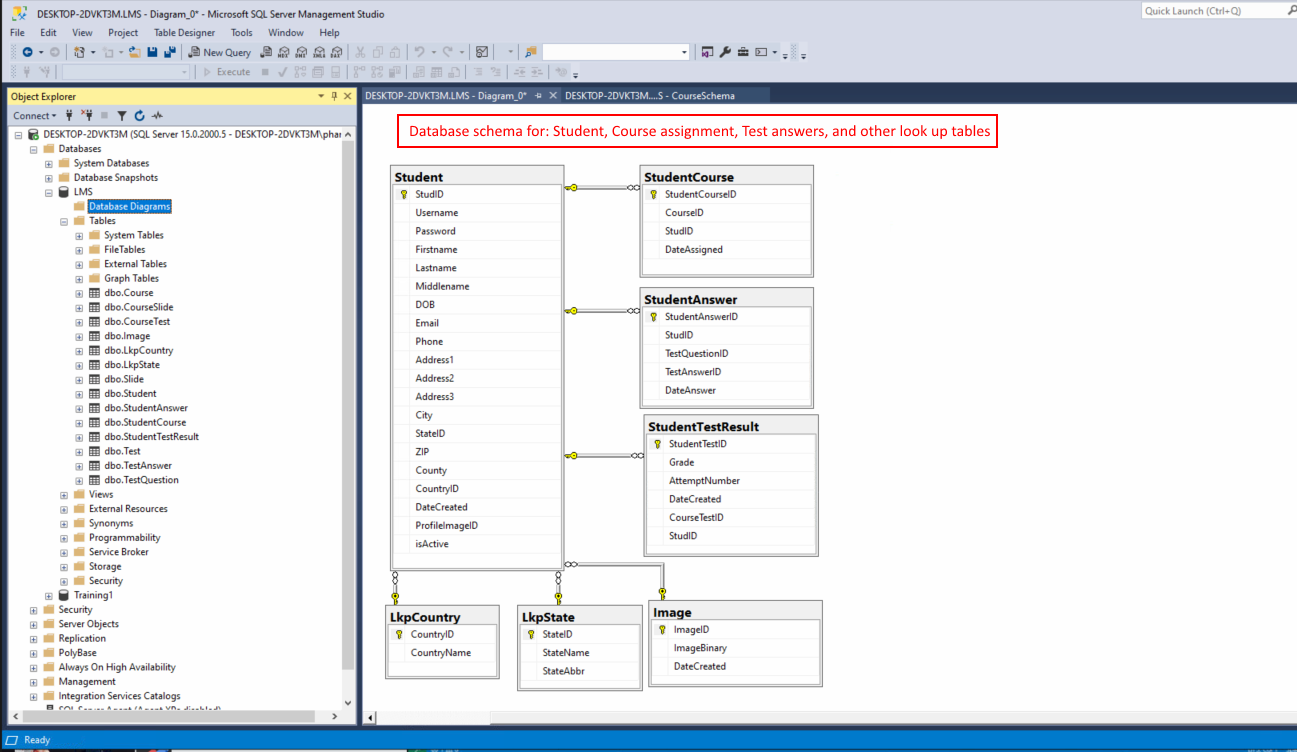 DESKTOP-2DVKT3M.LMS - Diagram_0* - Microsoft SQL Server Management Studio
Quick Launch (Ctrl+Q)
File Edit View Project Table Designer Tools Window Help
New Query
Execute
Object Explorer
DESKTOP-2DVKT3M.LMS - Diagram_0*
DESKTOP-2DVKT3M....S - CourseSchema
Connect
Database schema for: Student, Course assignment, Test answers, and other look up tables
DESKTOP-2DVKT3M (SQL Server 15.0.2000.5 - DESKTOP-2DVKT3M\phar
Databases
System Databases
Database Snapshots
LMS
Database Diagrams
Tables
System Tables
FileTables
External Tables
Graph Tables
dbo.Course
dbo.CourseSlide
dbo.CourseTest
dbo.Image
dbo.LkpCountry
dbo.LkpState
dbo.Slide
dbo.Student
dbo.StudentAnswer
dbo.StudentCourse
dbo.StudentTestResult
dbo.Test
dbo.TestAnswer
dbo.TestQuestion
Views
External Resources
Synonyms
Programmability
Service Broker
Storage
Security
Training1
Security
Server Objects
Replication
PolyBase
Always On High Availability
Management
Integration Services Catalogs
SQL Server Agent (Agent XPs disabled)
Student
StudID
Username
Password
Firstname
Lastname
Middlename
DOB
Email
Phone
Address1
Address2
Address3
City
StateID
ZIP
County
CountryID
DateCreated
ProfileImageID
isActive
StudentCourse
StudentCourseID
CourseID
StudID
DateAssigned
StudentAnswer
StudentAnswerID
StudID
TestQuestionID
TestAnswerID
DateAnswer
StudentTestResult
StudentTestID
Grade
AttemptNumber
DateCreated
CourseTestID
StudID
LkpCountry
CountryID
CountryName
LkpState
StateID
StateName
StateAbbr
Image
ImageID
ImageBinary
DateCreated
Ready